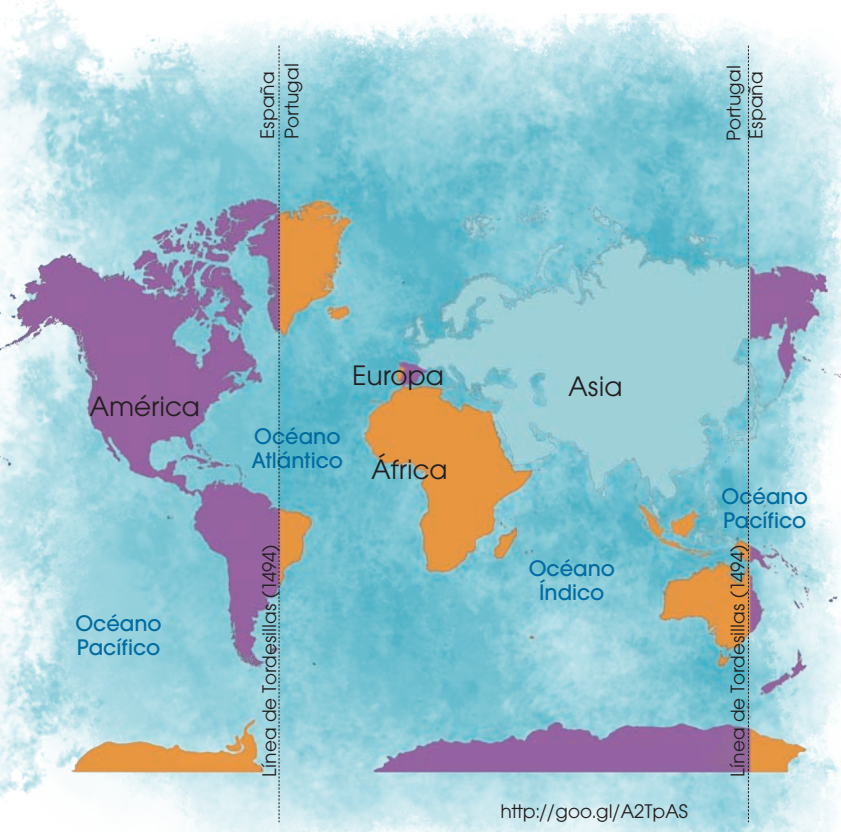 España
Portugal
Portugal
España
Europa
América
Asia
Océano
Atlántico
África
Océano
Pacífico
Océano
Índico
Océano
Pacífico
Línea de Tordesillas (1494)
Línea de Tordesillas (1494)
http://goo.gl/A2TpAS